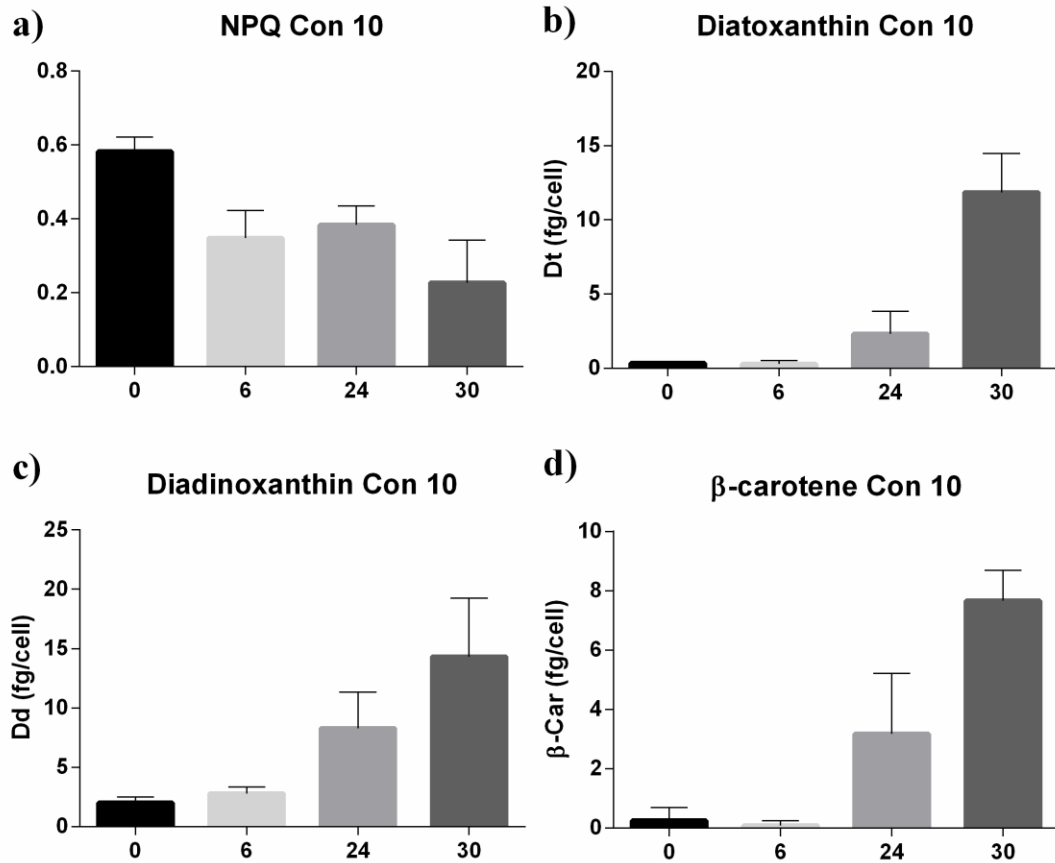 a)
NPQ Con 10
0.8
0.6
0.4
0.2
0.0
0 6 24 30
b)
Diatoxanthin Con 10
Dt (fg/cell)
20
15
10
5
0
0 6 24 30
c)
Diadinoxanthin Con 10
Dd (fg/cell)
25
20
15
10
5
0
0 6 24 30
d)
β-carotene Con 10
β-Car (fg/cell)
10
8
6
4
2
0
0 6 24 30